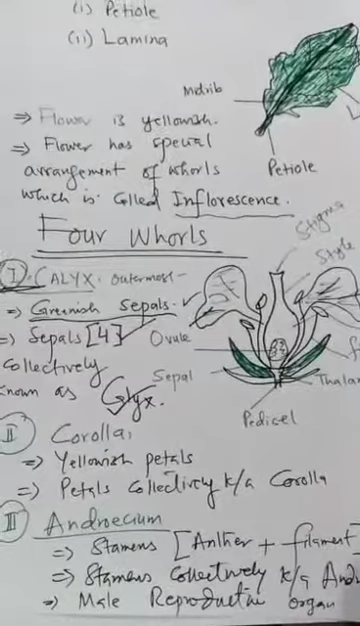 (i) Petiole
(ii) Lamina
Midrib
Petiole
⇒ Flower is yellowish.
⇒ Flower has special
arrangement of whorls
which is called Inflorescence.
Four Whorls
Stigma
Style
I CALYX. outermost-
⇒ Greenish Sepals.
⇒ Sepals [4]
Collectively
known as Calyx.
Ovule
Sepal
Thala
Pedicel
II Corolla,
⇒ Yellowish petals
⇒ Petals collectively k/a Corolla
III Androecium
⇒ Stamens [Anther + filament
⇒ Stamens collectively k/a And
⇒ Male Reproductive organ